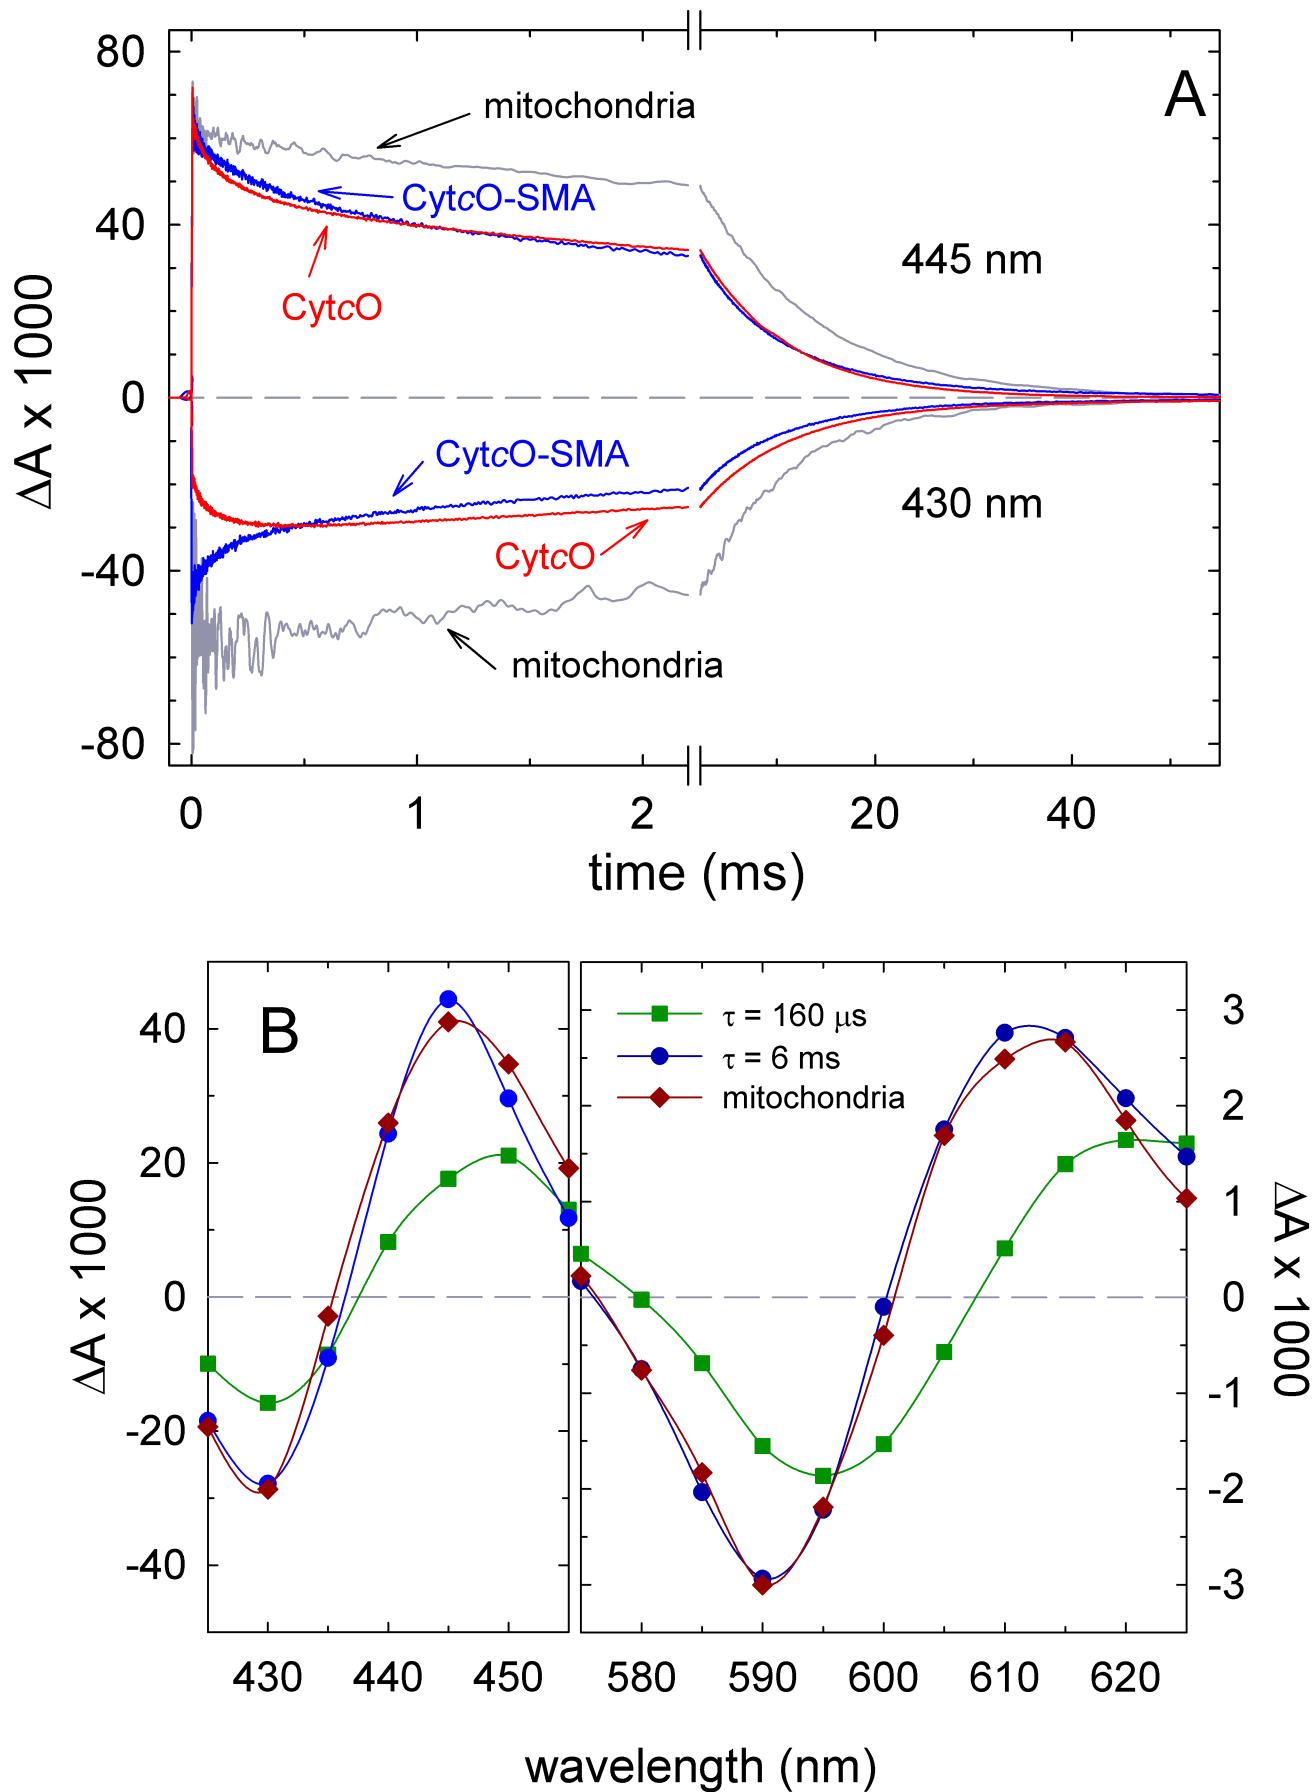 A
80
40
0
-40
-80
ΔA x 1000
mitochondria
CytcO-SMA
CytcO
445 nm
CytcO-SMA
430 nm
CytcO
mitochondria
0 1 2 20 40
time (ms)
B
40
20
0
-20
-40
ΔA x 1000
τ = 160 μs
τ = 6 ms
mitochondria
3
2
1
0
-1
-2
-3
ΔA x 1000
430 440 450 580 590 600 610 620
wavelength (nm)